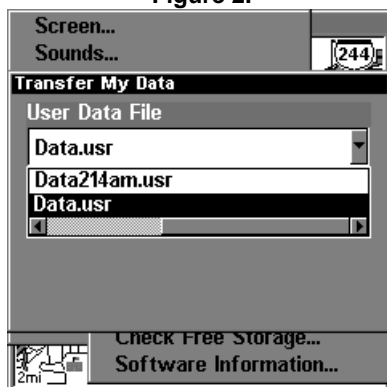 Figure 2.
Screen...
Sounds...
244
Transfer My Data
User Data File
Data.usr
Data214am.usr
Data.usr
Check Free Storage...
Software Information...
2mi